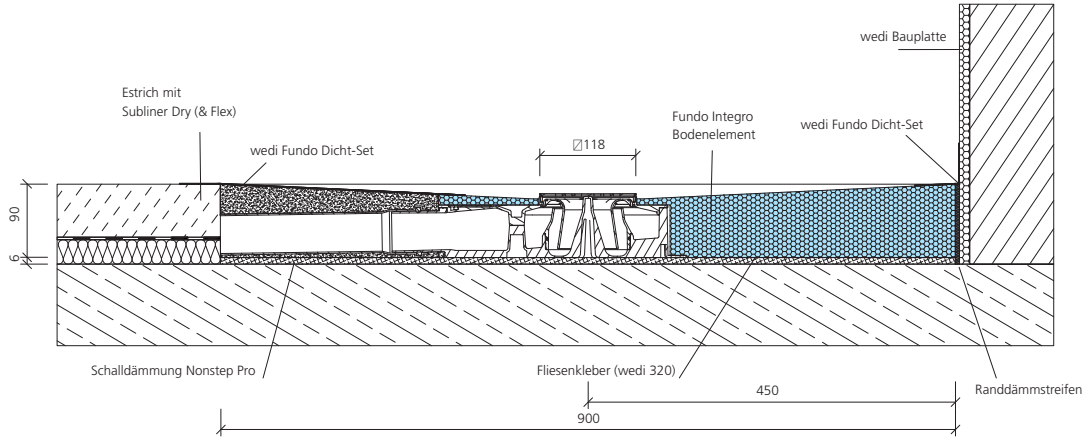 wedi Bauplatte
Estrich mit
Subliner Dry (& Flex)
wedi Fundo Dicht-Set
⍁118
Fundo Integro
Bodenelement
wedi Fundo Dicht-Set
90
6
Schalldämmung Nonstep Pro
Fliesenkleber (wedi 320)
Randdämmstreifen
450
900